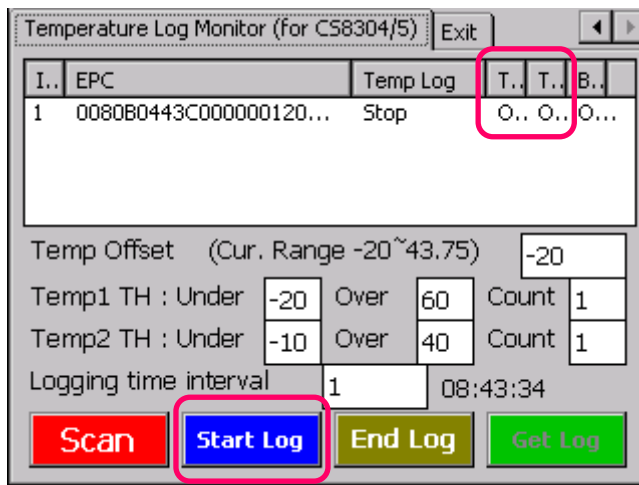 Temperature Log Monitor (for CS8304/5) Exit
I.. EPC Temp Log T.. T.. B..
1 0080B0443C000000120... Stop O.. O.. O...
Temp Offset (Cur. Range -20~43.75) -20
Temp1 TH : Under -20 Over 60 Count 1
Temp2 TH : Under -10 Over 40 Count 1
Logging time interval 1 08:43:34
Scan Start Log End Log Get Log